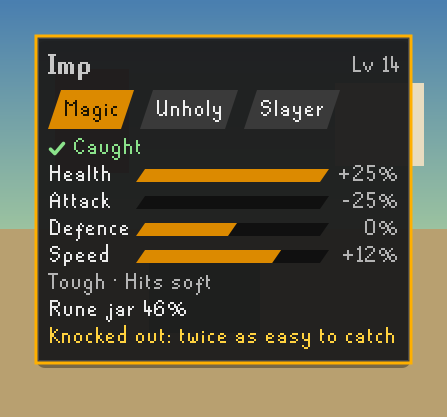 Imp Lv 14
Magic Unholy Slayer
Caught
Health +25%
Attack -25%
Defence 0%
Speed +12%
Tough · Hits soft
Rune jar 46%
Knocked out: twice as easy to catch